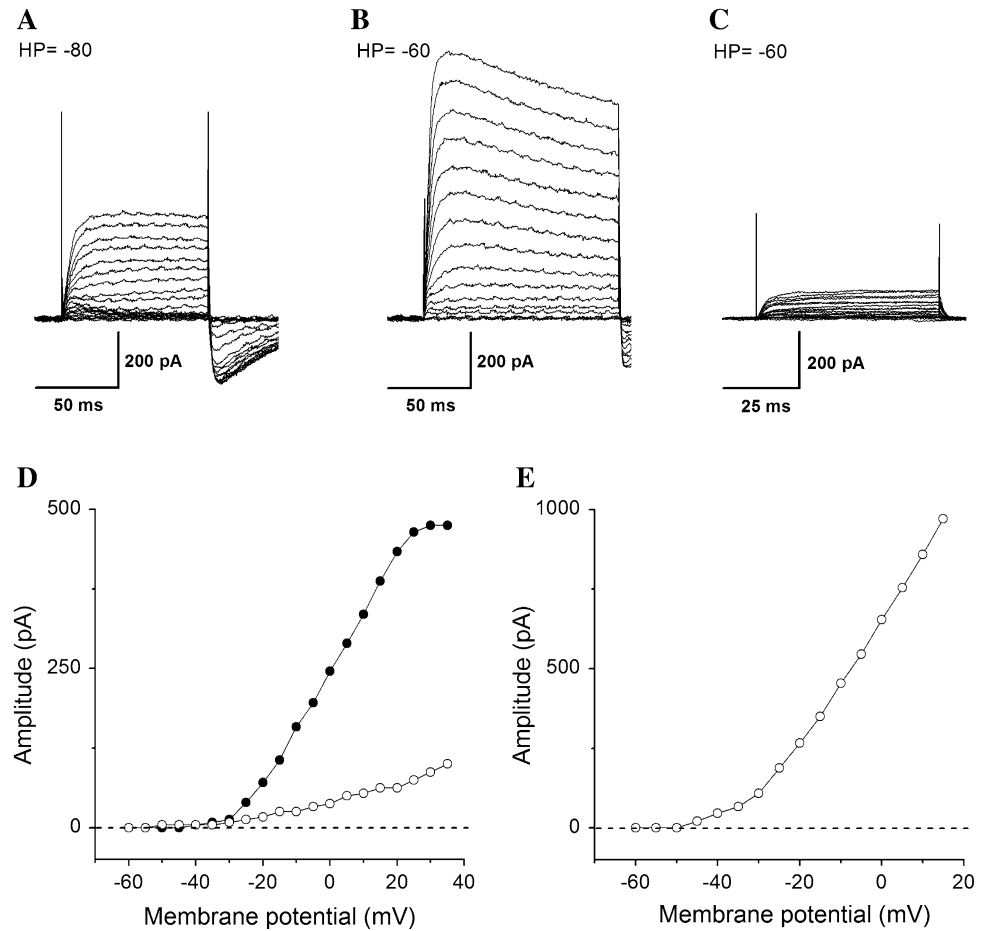 A
HP= -80
200 pA
50 ms
B
HP= -60
200 pA
50 ms
C
HP= -60
200 pA
25 ms
D
500
250
0
Amplitude (pA)
-60 -40 -20 0 20 40
Membrane potential (mV)
E
1000
500
0
Amplitude (pA)
-60 -40 -20 0 20
Membrane potential (mV)